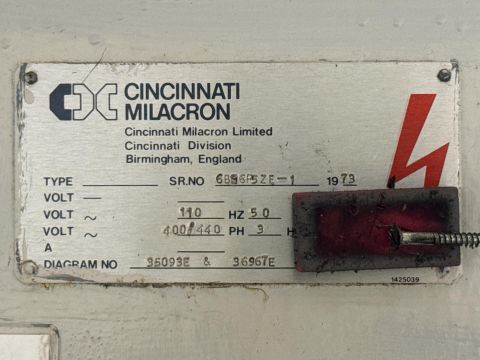 CINCINNATI
MILACRON
Cincinnati Milacron Limited
Cincinnati Division
Birmingham, England
TYPE SR.NO 1973
VOLT —
VOLT ~ 110 HZ 50
VOLT ~ 400/440 PH 3
A
DIAGRAM NO 35093E & 36967E
1425039